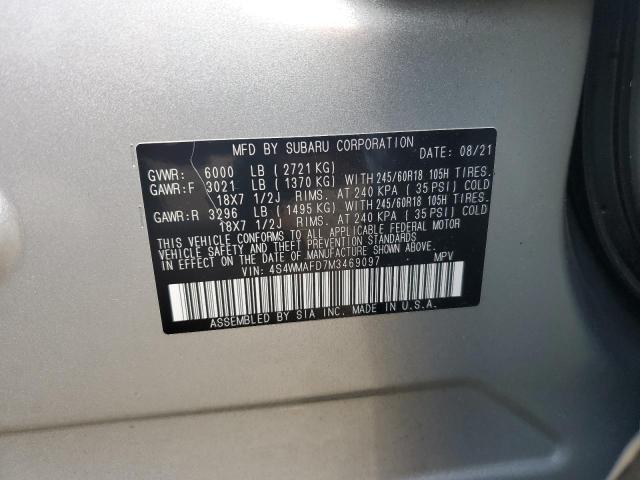 MFD BY SUBARU CORPORATION
DATE: 08/21
GVWR: 6000 LB (2721 KG)
GAWR:F 3021 LB (1370 KG) WITH 245/60R18 105H TIRES.
18X7 1/2J RIMS. AT 240 KPA (35 PSI) COLD
GAWR:R 3296 LB (1495 KG) WITH 245/60R18 105H TIRES.
18X7 1/2J RIMS. AT 240 KPA (35 PSI) COLD
THIS VEHICLE CONFORMS TO ALL APPLICABLE FEDERAL MOTOR
VEHICLE SAFETY AND THEFT PREVENTION STANDARDS
IN EFFECT ON THE DATE OF MANUFACTURE SHOWN ABOVE.
VIN: 4S4WMAFD7M3469097 MPV
ASSEMBLED BY SIA INC. MADE IN U.S.A.